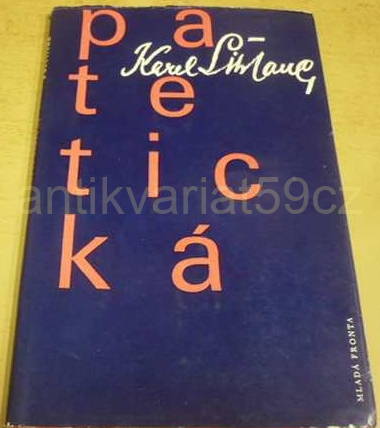 pa
te
tic
ká
Karel Šiktanc
antikvariat59cz
MLADÁ FRONTA